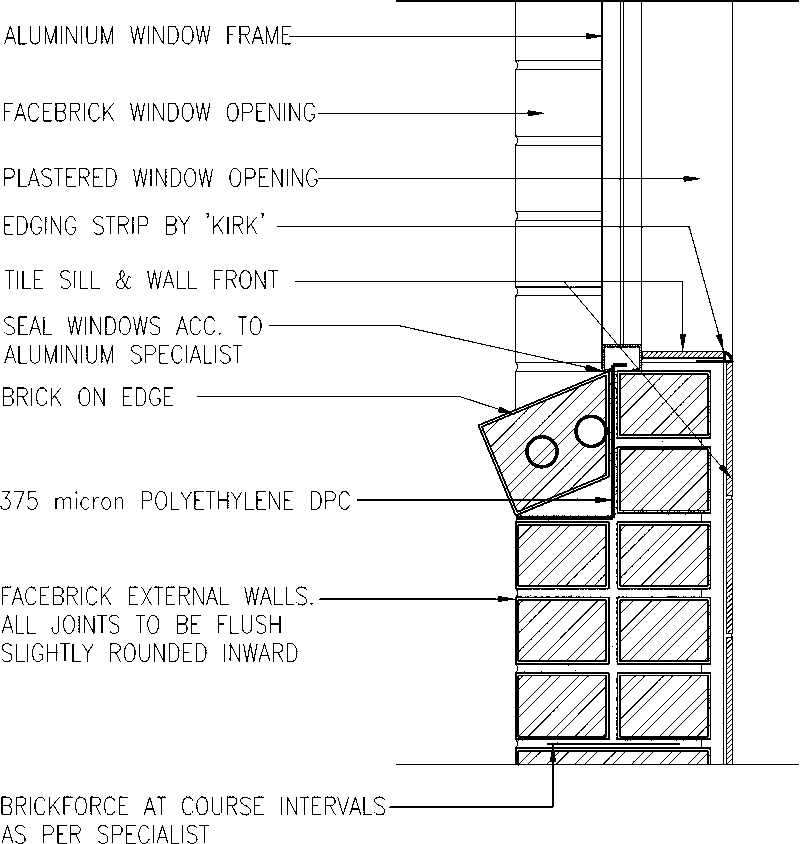 ALUMINIUM WINDOW FRAME
FACEBRICK WINDOW OPENING
PLASTERED WINDOW OPENING
EDGING STRIP BY 'KIRK'
TILE SILL & WALL FRONT
SEAL WINDOWS ACC. TO
ALUMINIUM SPECIALIST
BRICK ON EDGE
375 micron POLYETHYLENE DPC
FACEBRICK EXTERNAL WALLS.
ALL JOINTS TO BE FLUSH
SLIGHTLY ROUNDED INWARD
BRICKFORCE AT COURSE INTERVALS
AS PER SPECIALIST